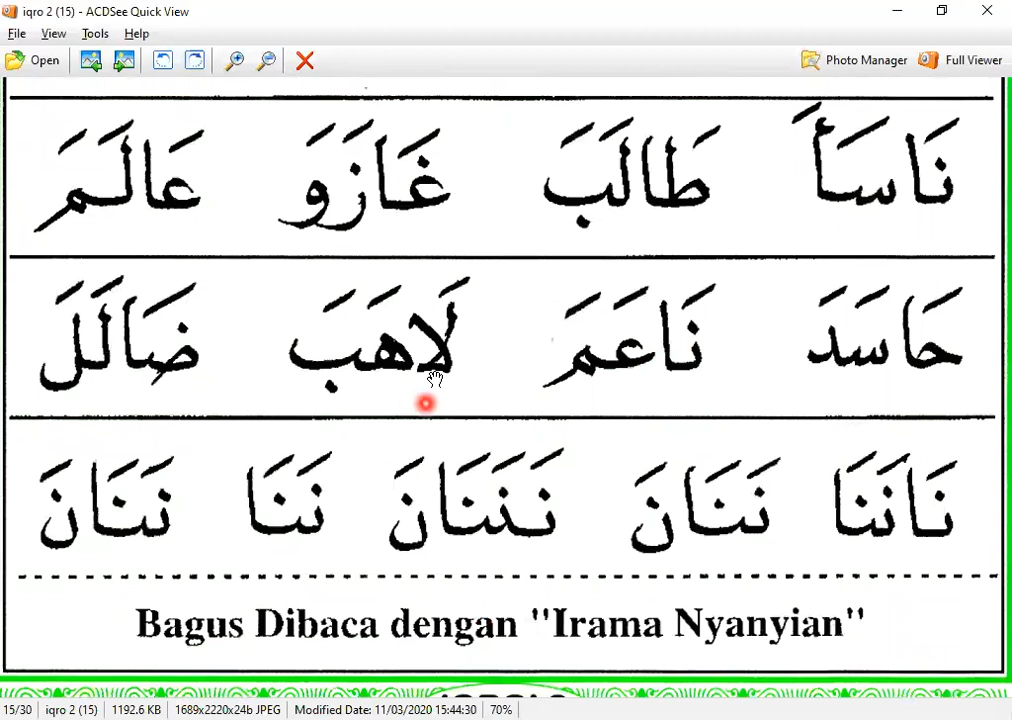 iqro 2 (15) - ACDSee Quick View
File View Tools Help
Open Photo Manager Full Viewer
نَاسَأَ طَالَبَ غَازَوَ عَالَمَ
حَاسَدَ نَاعَمَ لَاهَبَ ضَالَلَ
نَانَنَا نَنَانَ نَنَنَانَ نَنَا نَنَانَ
Bagus Dibaca dengan "Irama Nyanyian"
15/30 iqro 2 (15) 1192.6 KB 1689x2220x24b JPEG Modified Date: 11/03/2020 15:44:30 70%